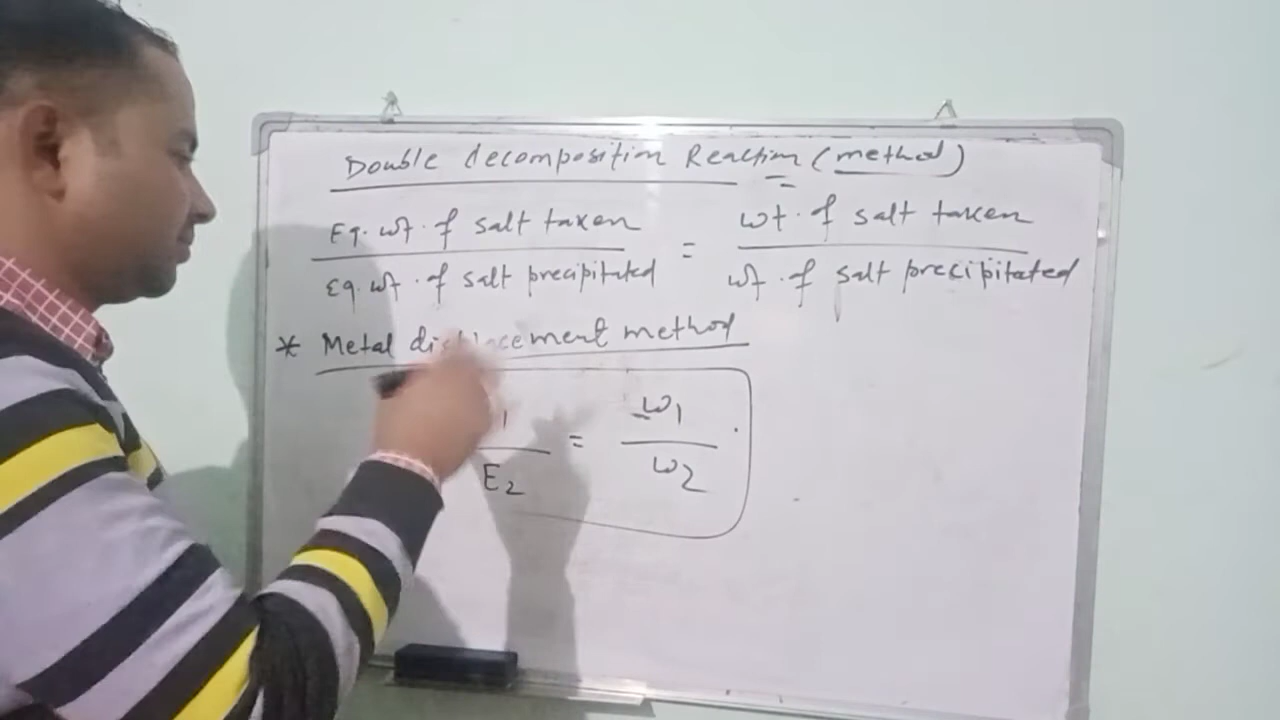 Double decomposition Reaction (method)
Eq. wt. of salt taken / Eq. wt. of salt precipitated = wt. of salt taken / wt. of salt precipitated
* Metal displacement method
1 / E2 = w1 / w2